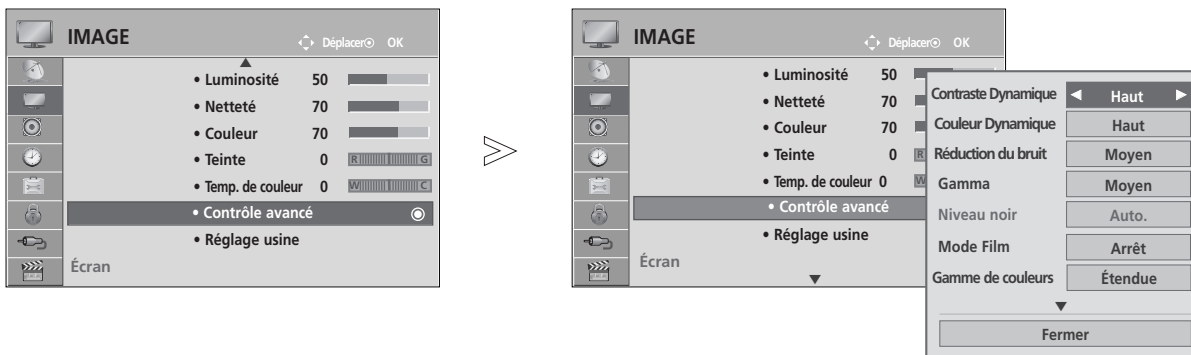 IMAGE
Déplacer OK
• Luminosité 50
• Netteté 70
• Couleur 70
• Teinte 0 R G
• Temp. de couleur 0 W C
• Contrôle avancé
• Réglage usine
Écran
IMAGE
Déplacer OK
• Luminosité 50
• Netteté 70
• Couleur 70
• Teinte 0 R
• Temp. de couleur 0 W
• Contrôle avancé
• Réglage usine
Écran
Contraste Dynamique Haut
Couleur Dynamique Haut
Réduction du bruit Moyen
Gamma Moyen
Niveau noir Auto.
Mode Film Arrêt
Gamme de couleurs Étendue
Fermer